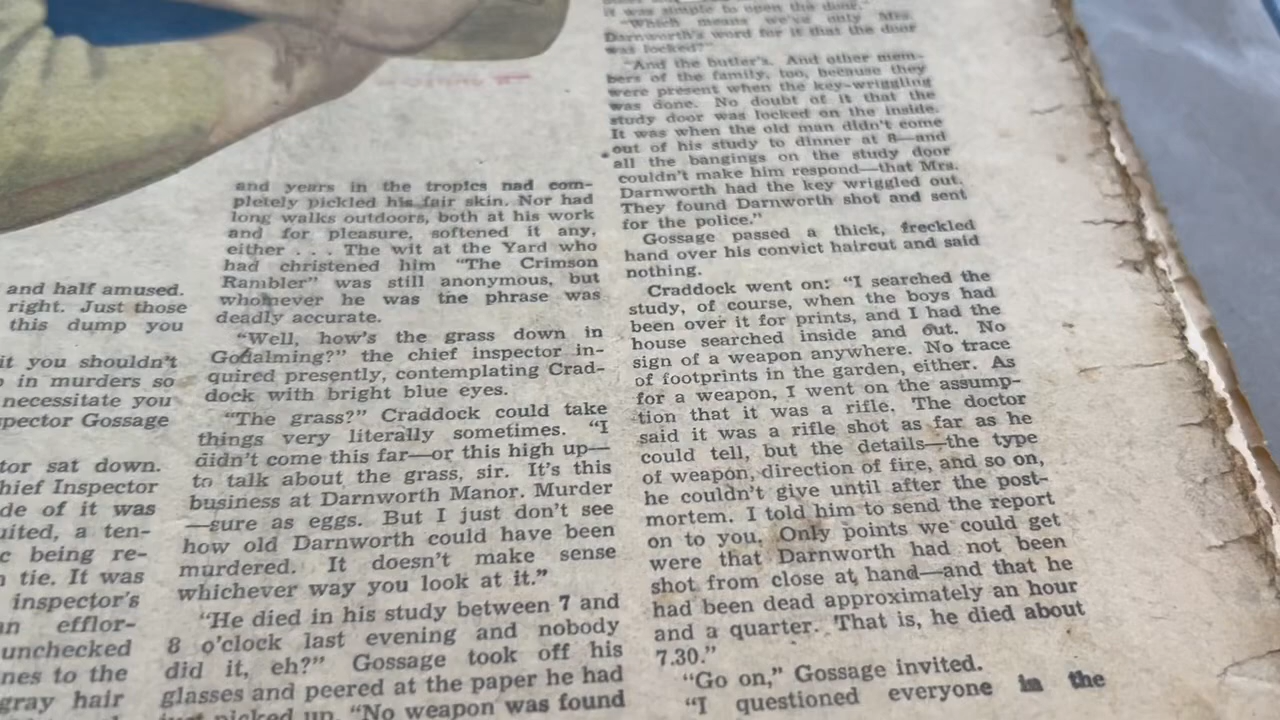 and half amused.
right. Just those
this dump you
it you shouldn't
in murders so
necessitate you
pector Gossage
tor sat down.
hief Inspector
de of it was
uited, a ten-
c being re-
tie. It was
inspector's
an efflor-
unchecked
nes to the
gray hair
and years in the tropics had com-
pletely pickled his fair skin. Nor had
long walks outdoors, both at his work
and for pleasure, softened it any,
either . . . The wit at the Yard who
had christened him "The Crimson
Rambler" was still anonymous, but
whomever he was the phrase was
deadly accurate.
"Well, how's the grass down in
Godalming?" the chief inspector in-
quired presently, contemplating Crad-
dock with bright blue eyes.
"The grass?" Craddock could take
things very literally sometimes. "I
didn't come this far—or this high up—
to talk about the grass, sir. It's this
business at Darnworth Manor. Murder
—sure as eggs. But I just don't see
how old Darnworth could have been
murdered. It doesn't make sense
whichever way you look at it."
"He died in his study between 7 and
8 o'clock last evening and nobody
did it, eh?" Gossage took off his
glasses and peered at the paper he had
just picked up. "No weapon was found
it was simple to open the door."
"Which means we've only Mrs.
Darnworth's word for it that the door
was locked?"
"And the butler's. And other mem-
bers of the family, too, because they
were present when the key-wriggling
was done. No doubt of it that the
study door was locked on the inside.
It was when the old man didn't come
out of his study to dinner at 8—and
all the bangings on the study door
couldn't make him respond—that Mrs.
Darnworth had the key wriggled out.
They found Darnworth shot and sent
for the police."
Gossage passed a thick, freckled
hand over his convict haircut and said
nothing.
Craddock went on: "I searched the
study, of course, when the boys had
been over it for prints, and I had the
house searched inside and out. No
sign of a weapon anywhere. No trace
of footprints in the garden, either. As
for a weapon, I went on the assump-
tion that it was a rifle. The doctor
said it was a rifle shot as far as he
could tell, but the details—the type
of weapon, direction of fire, and so on,
he couldn't give until after the post-
mortem. I told him to send the report
on to you. Only points we could get
were that Darnworth had not been
shot from close at hand—and that he
had been dead approximately an hour
and a quarter. That is, he died about
7.30."
"Go on," Gossage invited.
"I questioned everyone in the